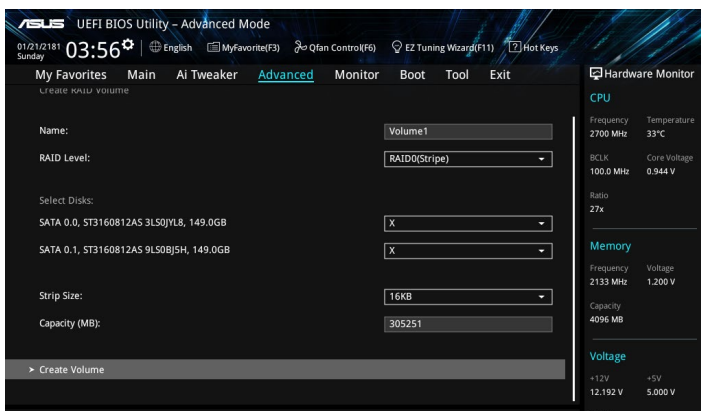 ASUS UEFI BIOS Utility – Advanced Mode
01/21/2181 Sunday 03:56 English MyFavorite(F3) Qfan Control(F6) EZ Tuning Wizard(F11) ? Hot Keys
My Favorites Main Ai Tweaker Advanced Monitor Boot Tool Exit
Hardware Monitor
Create RAID Volume
Name: Volume1
RAID Level: RAID0(Stripe)
Select Disks:
SATA 0.0, ST3160812AS 3LS0JYL8, 149.0GB X
SATA 0.1, ST3160812AS 9LS0BJ5H, 149.0GB X
Strip Size: 16KB
Capacity (MB): 305251
> Create Volume
CPU
Frequency Temperature
2700 MHz 33°C
BCLK Core Voltage
100.0 MHz 0.944 V
Ratio
27x
Memory
Frequency Voltage
2133 MHz 1.200 V
Capacity
4096 MB
Voltage
+12V +5V
12.192 V 5.000 V